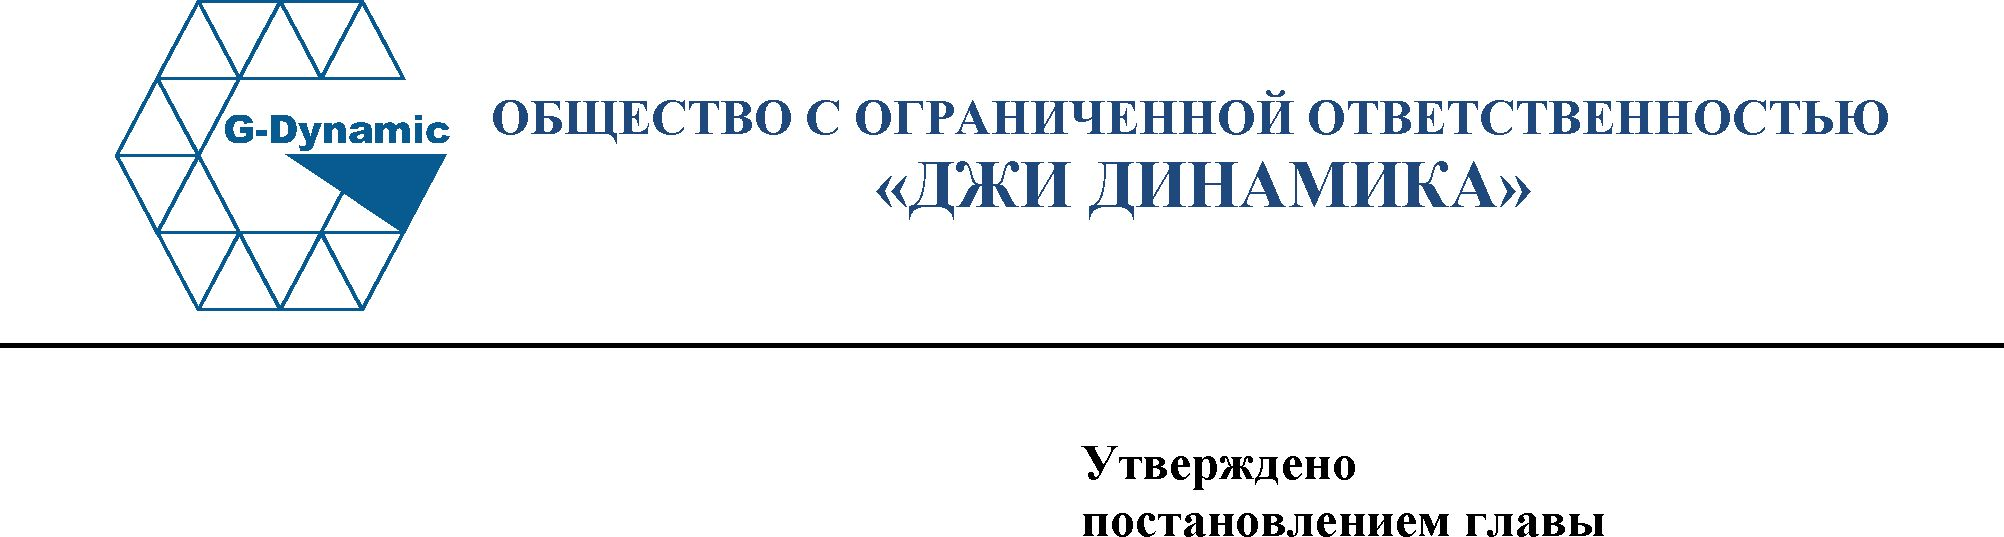 G-Dynamic
ОБЩЕСТВО С ОГРАНИЧЕННОЙ ОТВЕТСТВЕННОСТЬЮ
«ДЖИ ДИНАМИКА»
Утверждено
постановлением главы